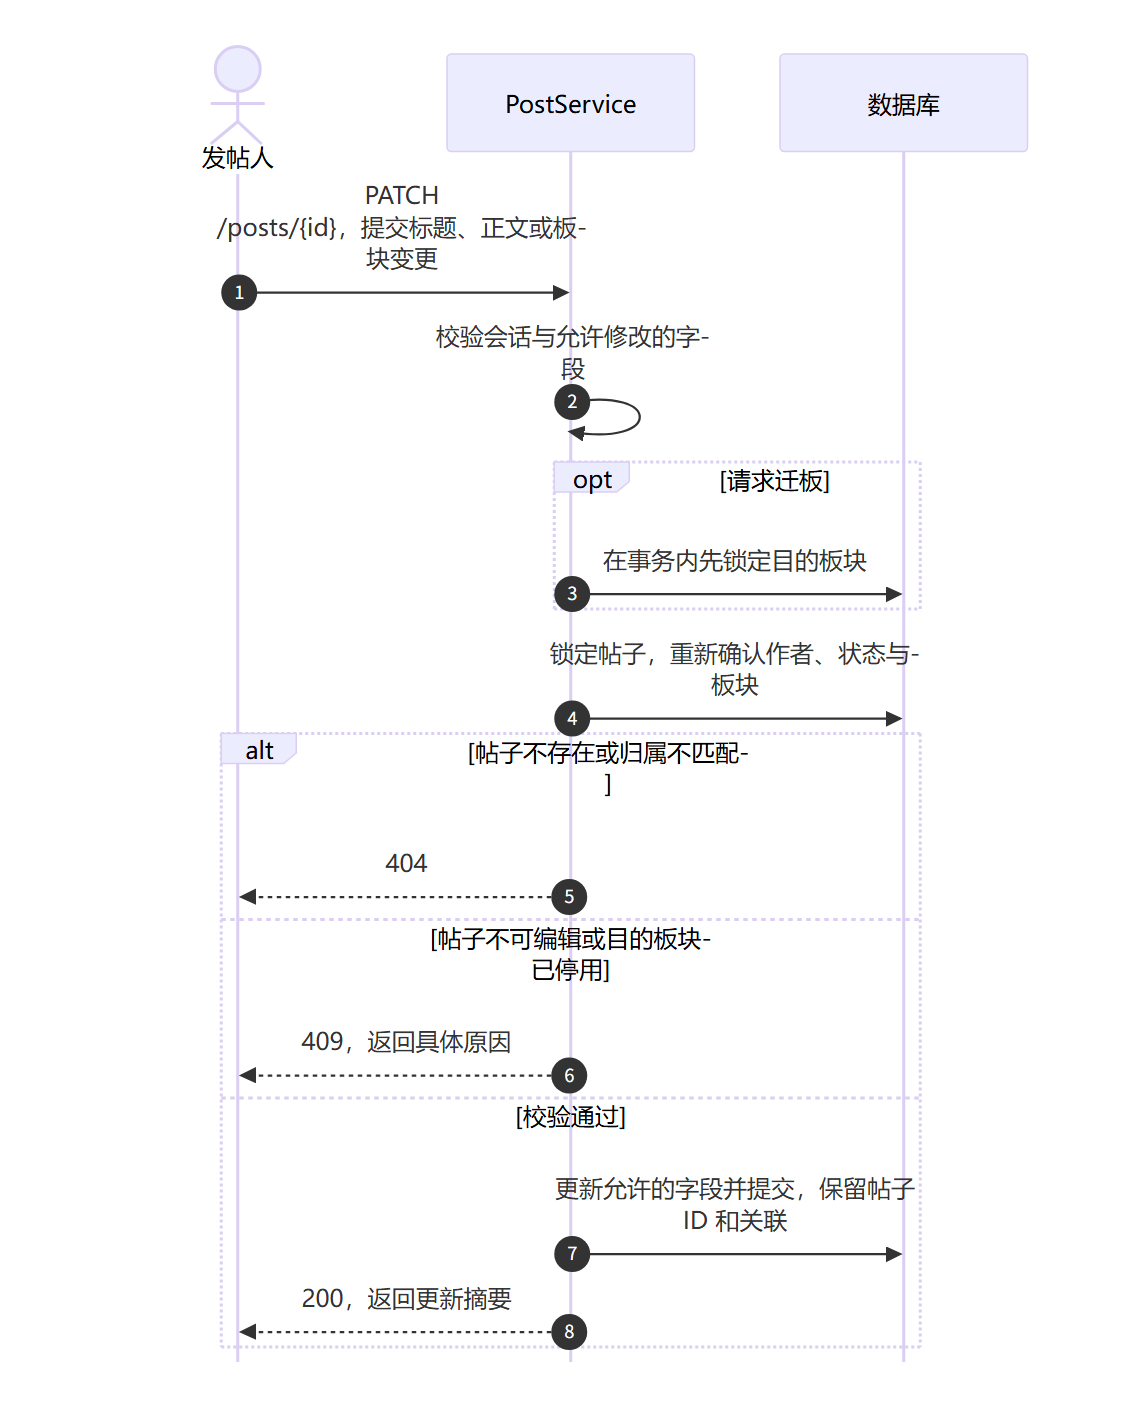 发帖人
PostService
数据库
PATCH
/posts/{id}，提交标题、正文或板-
块变更
1
校验会话与允许修改的字-
段
2
opt
[请求迁板]
在事务内先锁定目的板块
3
锁定帖子，重新确认作者、状态与-
板块
4
alt
[帖子不存在或归属不匹配-
]
404
5
[帖子不可编辑或目的板块-
已停用]
409，返回具体原因
6
[校验通过]
更新允许的字段并提交，保留帖子
ID 和关联
7
200，返回更新摘要
8